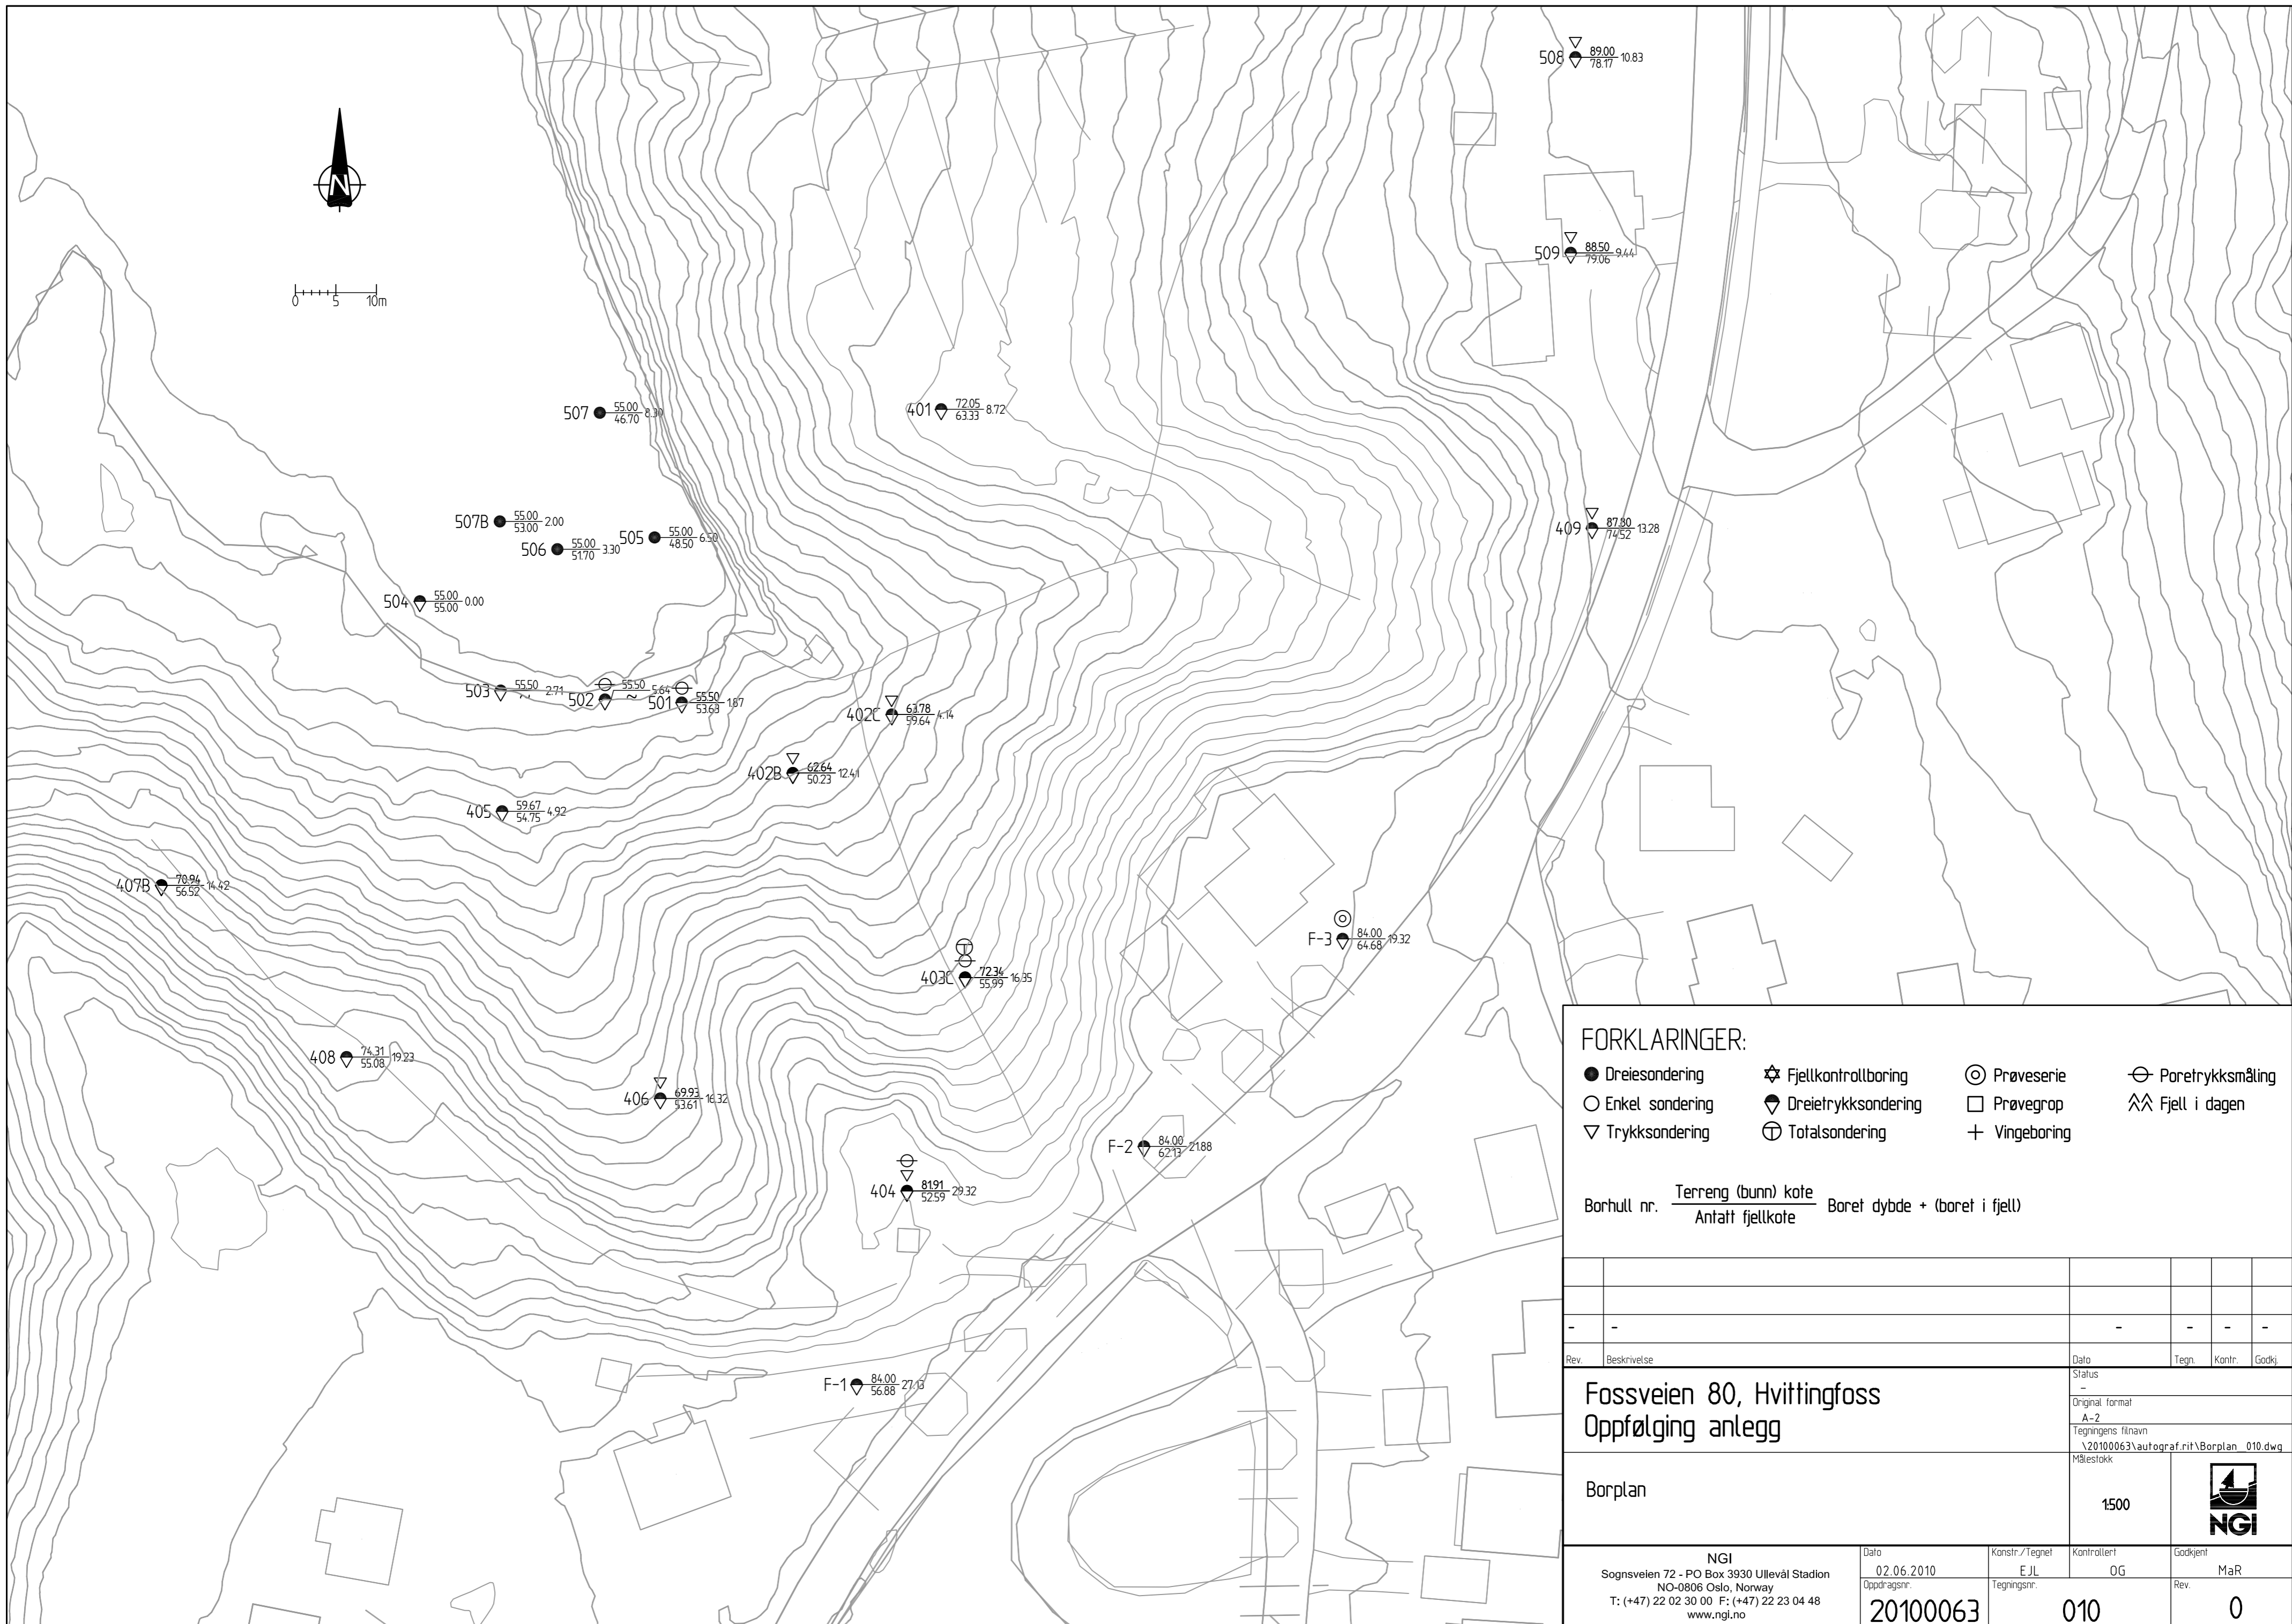 508 89.00 78.17 10.83
N
509 88.50 79.06 9.44
0 5 10m
507 55.00 46.70 8.30
401 72.05 63.33 8.72
507B 55.00 53.00 2.00
505 55.00 48.50 6.50
506 55.00 51.70 3.30
409 87.80 74.52 13.28
504 55.00 55.00 0.00
503 55.50 ~ 2.71
502 55.50 ~ 5.64
501 55.50 53.63 1.87
402C 63.78 59.64 4.14
402B 62.64 50.23 12.41
405 59.67 54.75 4.92
407B 70.94 56.52 14.42
F-3 84.00 64.68 19.32
403C 72.34 55.99 16.35
408 74.31 55.08 19.23
406 69.93 53.61 16.32
F-2 84.00 62.13 21.88
404 81.91 52.59 29.32
F-1 84.00 56.88 27.13
FORKLARINGER:
Dreiesondering Fjellkontrollboring Prøveserie Poretrykksmåling
Enkel sondering Dreietrykksondering Prøvegrop Fjell i dagen
Trykksondering Totalsondering Vingeboring
Terreng (bunn) kote
Borhull nr. Boret dybde + (boret i fjell)
Antatt fjellkote
- - - - - -
Rev. Beskrivelse Dato Tegn. Kontr. Godkj.
Fossveien 80, Hvittingfoss
Oppfølging anlegg
Status
-
Original format
A-2
Tegningens filnavn
\20100063\autograf.rit\Borplan_010.dwg
Borplan
Målestokk
1:500
NGI
NGI
Sognsveien 72 - PO Box 3930 Ullevål Stadion
NO-0806 Oslo, Norway
T: (+47) 22 02 30 00 F: (+47) 22 23 04 48
www.ngi.no
Dato Konstr./Tegnet Kontrollert Godkjent
02.06.2010 EJL OG MaR
Oppdragsnr. Tegningsnr. Rev.
20100063 010 0